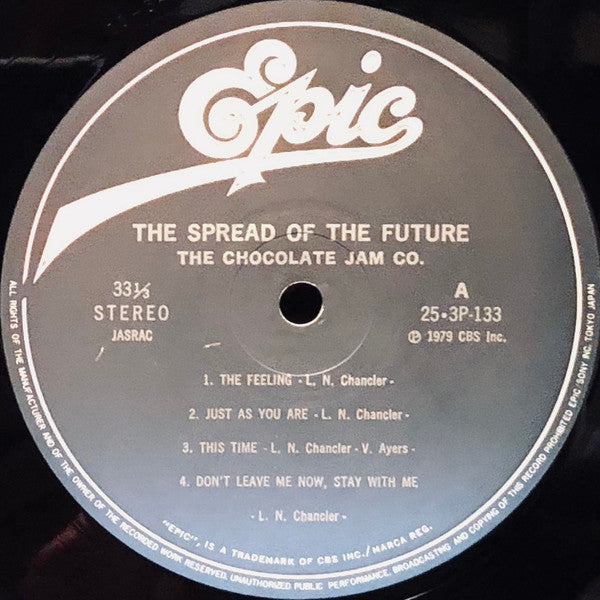 Epic
THE SPREAD OF THE FUTURE
THE CHOCOLATE JAM CO.
33⅓
STEREO
JASRAC
A
25・3P-133
Ⓟ 1979 CBS Inc.
1. THE FEELING - L. N. Chancler -
2. JUST AS YOU ARE - L. N. Chancler -
3. THIS TIME - L. N. Chancler - V. Ayers -
4. DON'T LEAVE ME NOW, STAY WITH ME
- L. N. Chancler -
"EPIC", IS A TRADEMARK OF CBS INC./MARCA REG.
ALL RIGHTS OF THE MANUFACTURER AND OF THE OWNER OF THE RECORDED WORK RESERVED. UNAUTHORIZED PUBLIC PERFORMANCE, BROADCASTING AND COPYING OF THIS RECORD PROHIBITED EPIC/SONY INC. TOKYO JAPAN